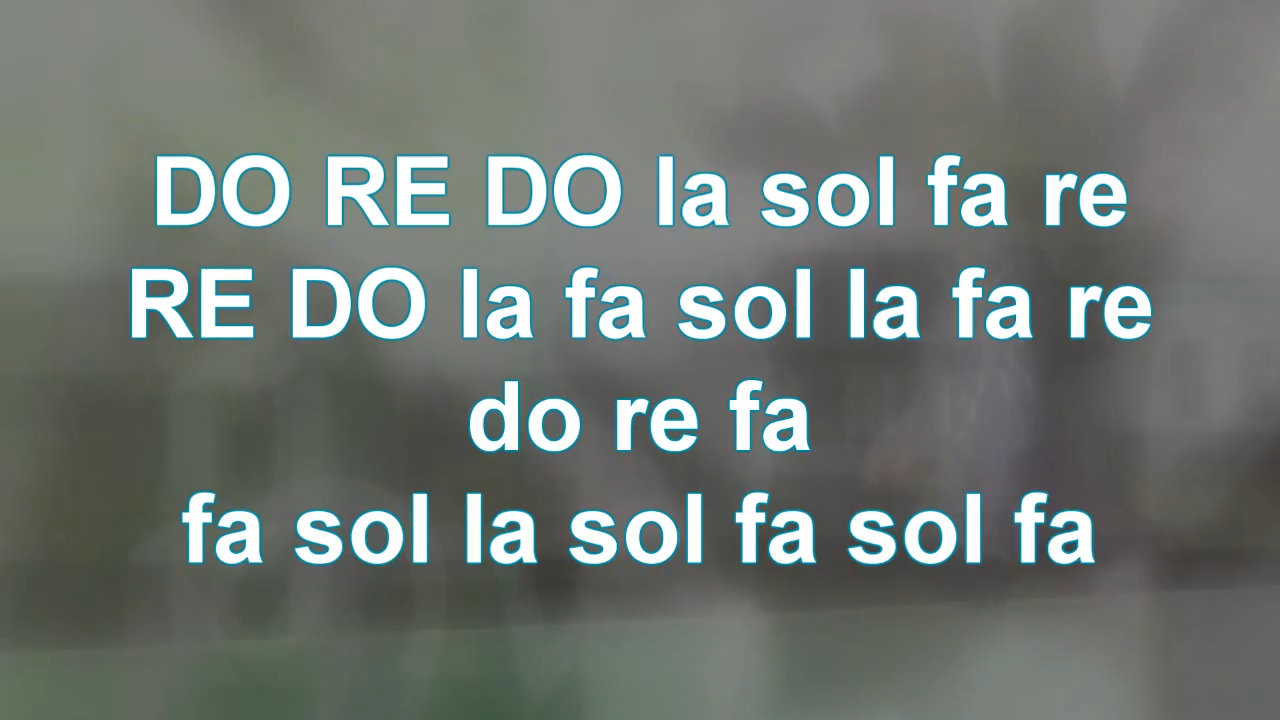 DO RE DO la sol fa re
RE DO la fa sol la fa re
do re fa
fa sol la sol fa sol fa